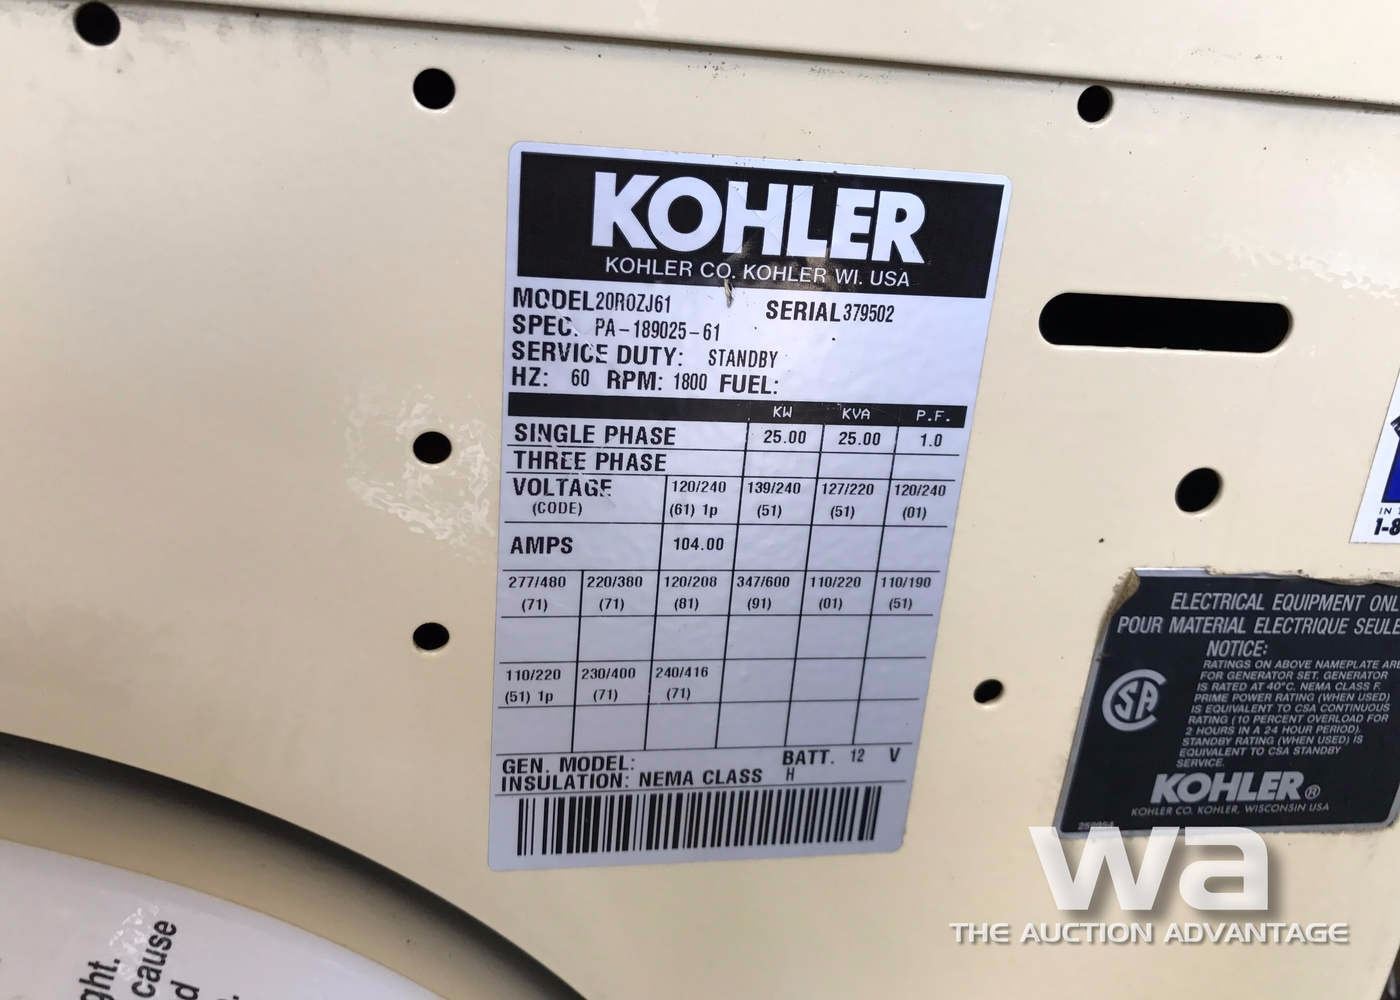 KOHLER
KOHLER CO. KOHLER WI. USA
MODEL 20ROZJ61 SERIAL 379502
SPEC. PA-189025-61
SERVICE DUTY: STANDBY
HZ: 60 RPM: 1800 FUEL:
KW KVA P.F.
SINGLE PHASE 25.00 25.00 1.0
THREE PHASE
VOLTAGE 120/240 139/240 127/220 120/240
(CODE) (61) 1p (51) (51) (01)
AMPS 104.00
277/480 220/380 120/208 347/600 110/220 110/190
(71) (71) (81) (91) (01) (51)
110/220 230/400 240/416
(51) 1p (71) (71)
GEN. MODEL: BATT. 12 V
INSULATION: NEMA CLASS H
IN
1-8
ELECTRICAL EQUIPMENT ONL
POUR MATERIAL ELECTRIQUE SEULE
NOTICE:
RATINGS ON ABOVE NAMEPLATE ARE
FOR GENERATOR SET. GENERATOR
IS RATED AT 40°C. NEMA CLASS F.
PRIME POWER RATING (WHEN USED)
IS EQUIVALENT TO CSA CONTINUOUS
RATING (10 PERCENT OVERLOAD FOR
2 HOURS IN A 24 HOUR PERIOD).
STANDBY RATING (WHEN USED) IS
EQUIVALENT TO CSA STANDBY
SERVICE.
SA
KOHLER®
KOHLER CO. KOHLER, WISCONSIN USA
ght.
cause
d
wa
THE AUCTION ADVANTAGE